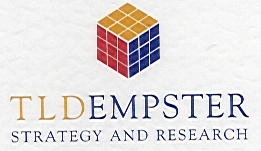 TLDEMPSTER
STRATEGY AND RESEARCH